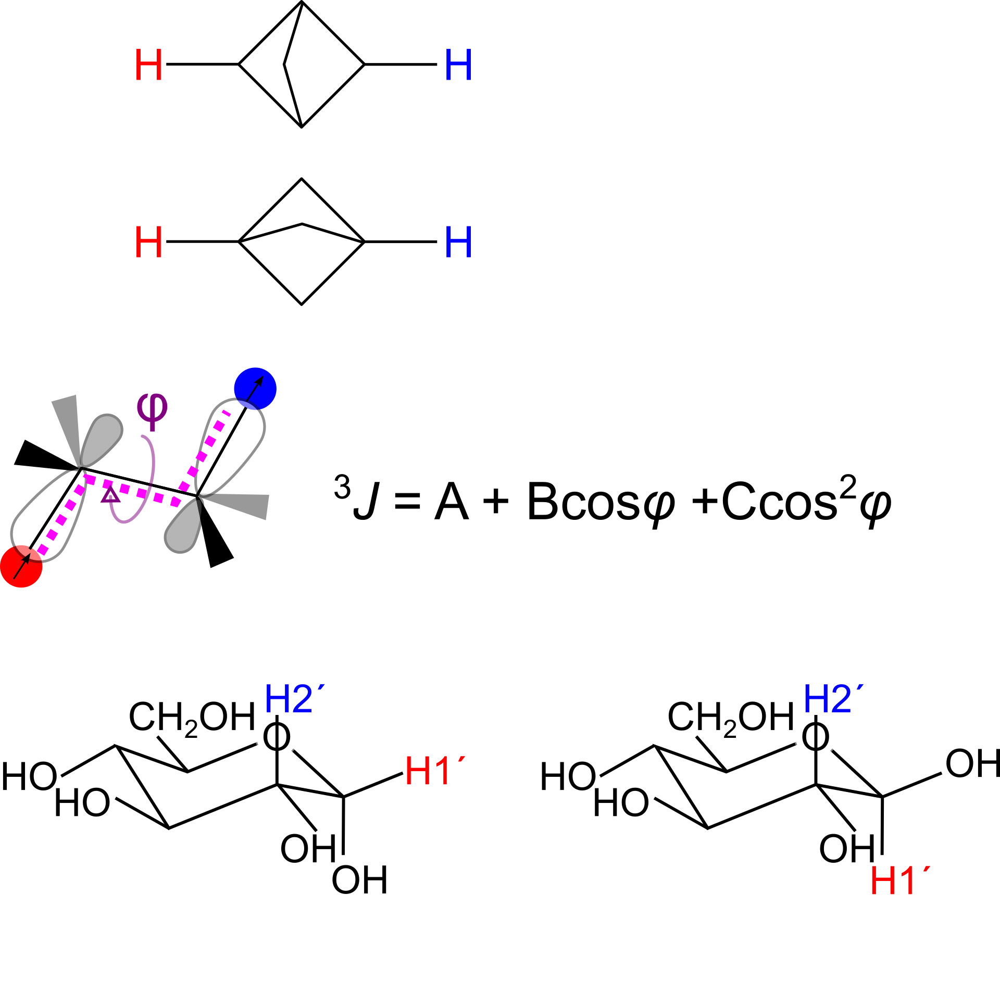 H H
H H
φ
³J = A + Bcosφ +Ccos²φ
H2´ H2´
CH₂OH CH₂OH
O O
OH
H1´
HO HO
HO HO
OH OH
OH H1´